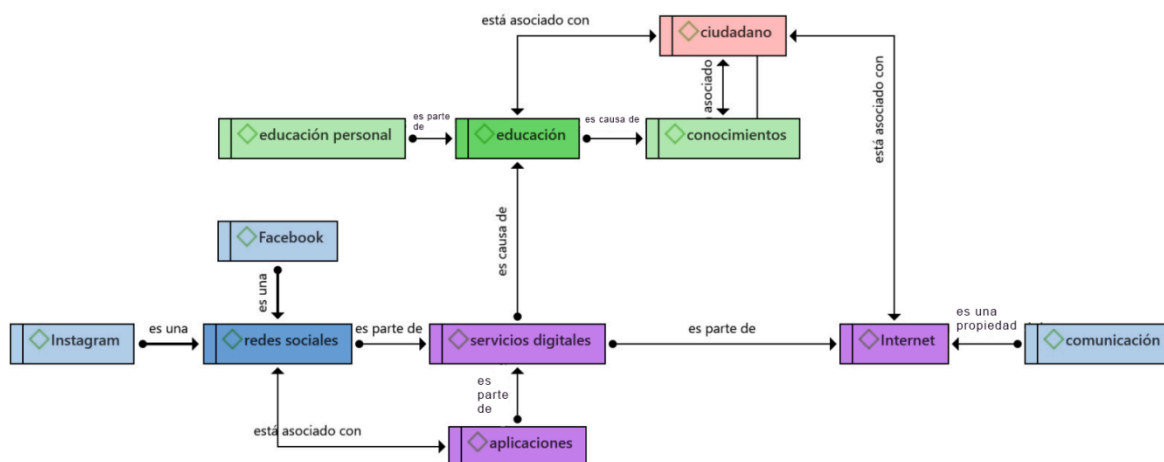 está asociado con
ciudadano
asociado
está asociado con
educación personal
es parte
de
educación
es causa de
conocimientos
es causa de
Facebook
es una
Instagram
es una
redes sociales
es parte de
servicios digitales
es parte de
Internet
es una
propiedad
comunicación
es
parte
de
está asociado con
aplicaciones